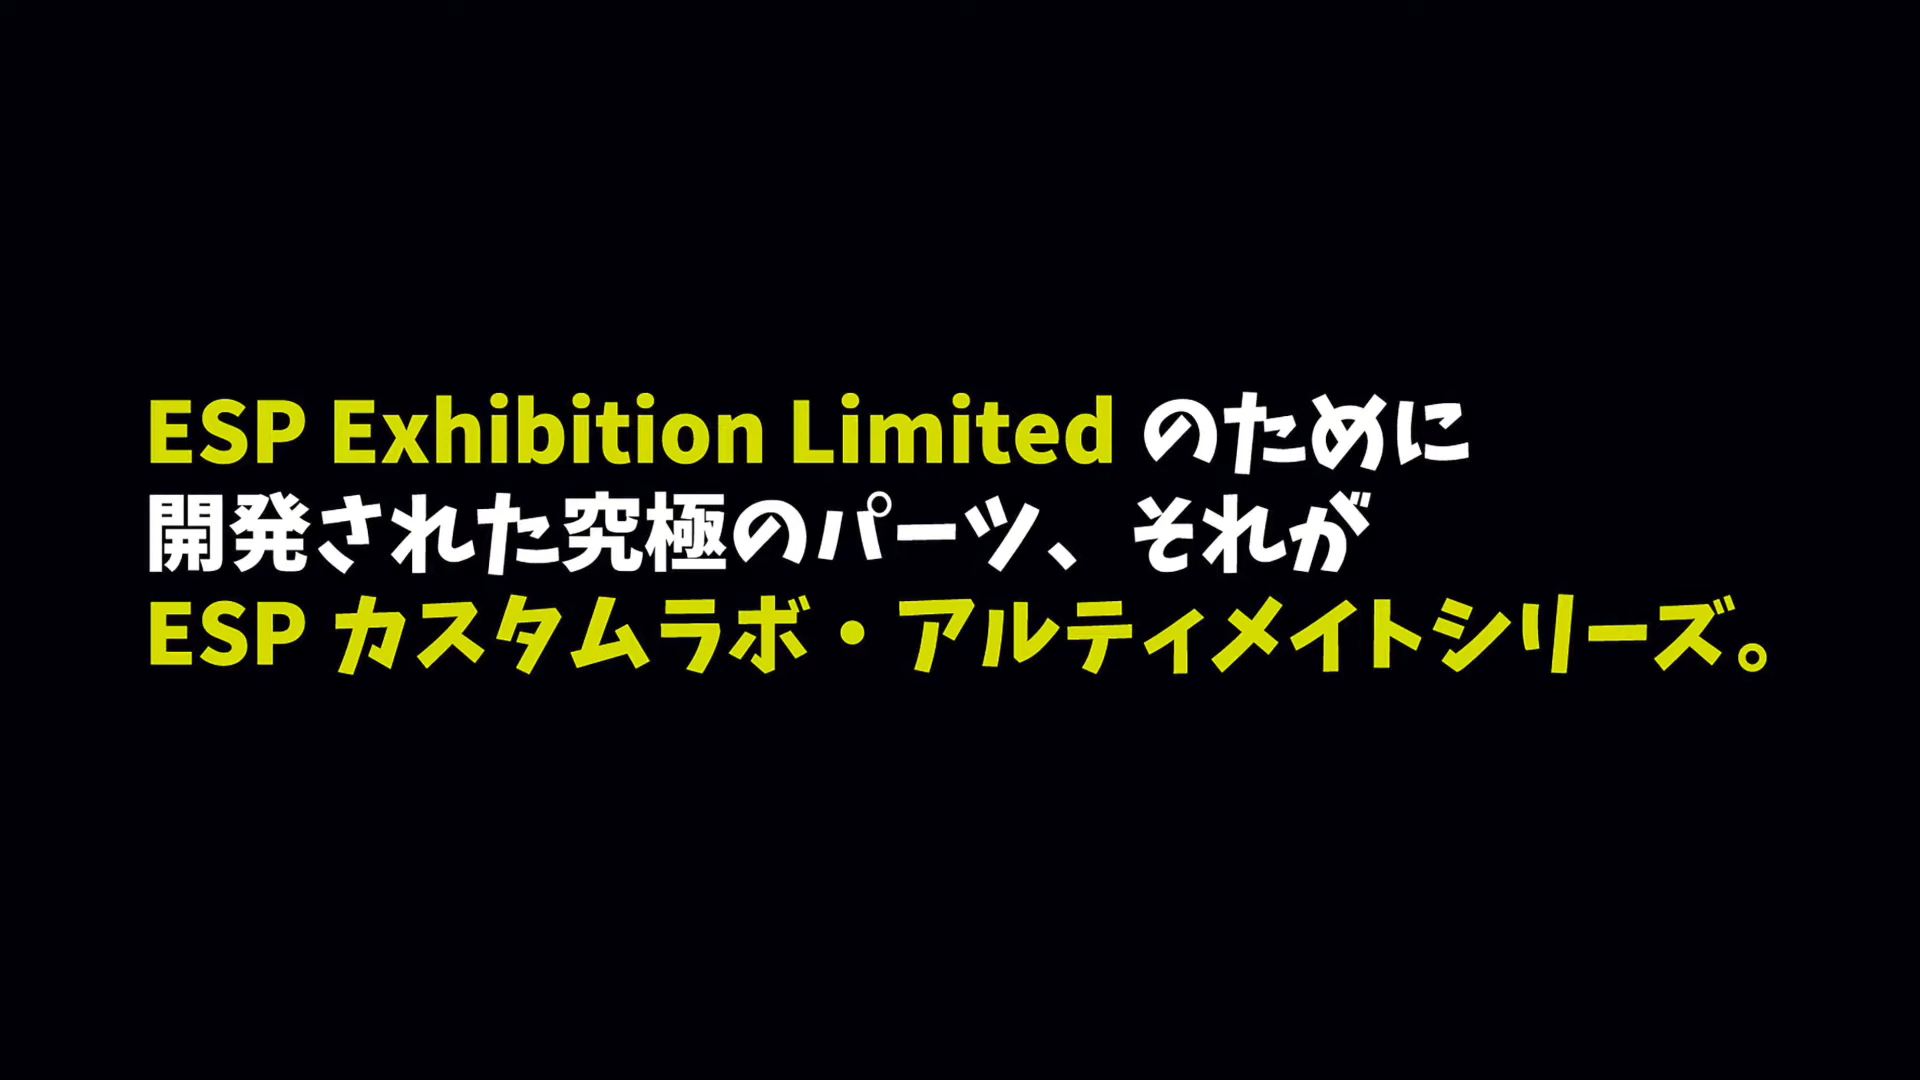 ESP Exhibition Limited のために
開発された究極のパーツ、それが
ESP カスタムラボ・アルティメイトシリーズ。